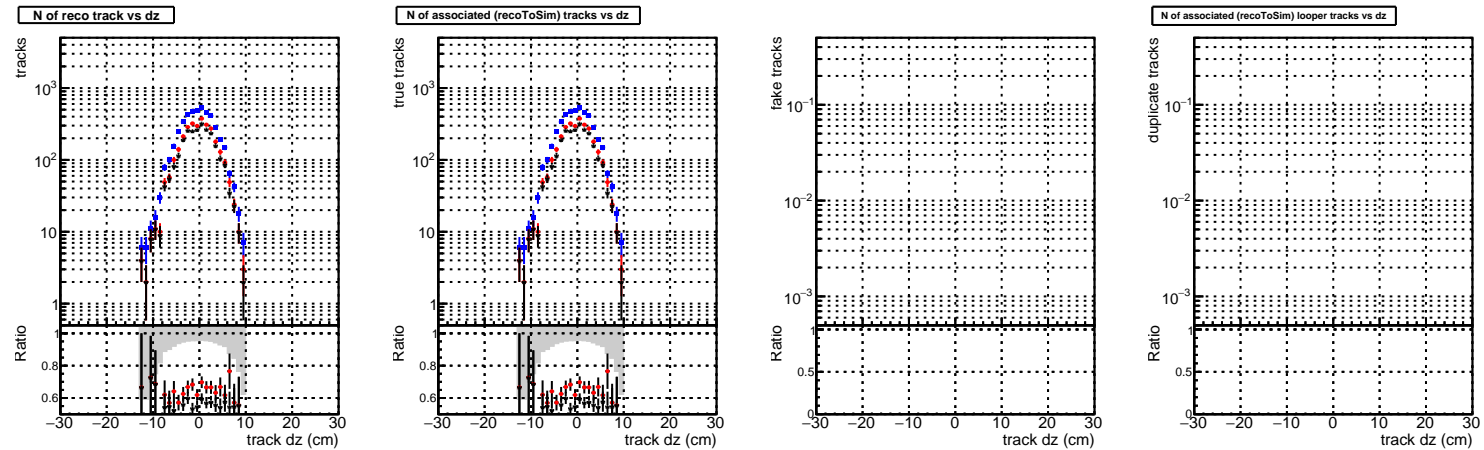 N of reco track vs dz
tracks
10³
10²
10
1
Ratio
1
0.8
0.6
−30 −20 −10 0 10 20 30
track dz (cm)
N of associated (recoToSim) tracks vs dz
true tracks
10³
10²
10
1
Ratio
1
0.8
0.6
−30 −20 −10 0 10 20 30
track dz (cm)
fake tracks
10⁻¹
10⁻²
10⁻³
Ratio
1
0.5
0
−30 −20 −10 0 10 20 30
track dz (cm)
N of associated (recoToSim) looper tracks vs dz
duplicate tracks
10⁻¹
10⁻²
10⁻³
Ratio
1
0.5
0
−30 −20 −10 0 10 20 30
track dz (cm)